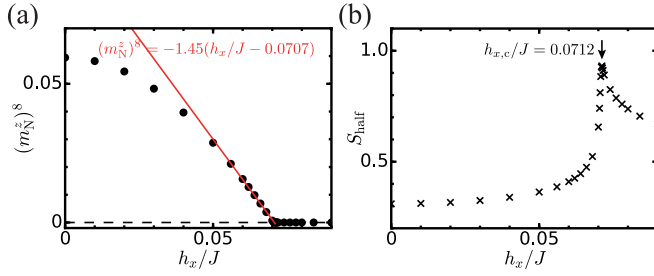 (a)
(m_N^z)^8 = −1.45(h_x/J − 0.0707)
(m_N^z)^8
0.05
0
0
0.05
h_x/J
(b)
h_{x,c}/J = 0.0712
S_half
1.0
0.5
0
0.05
h_x/J